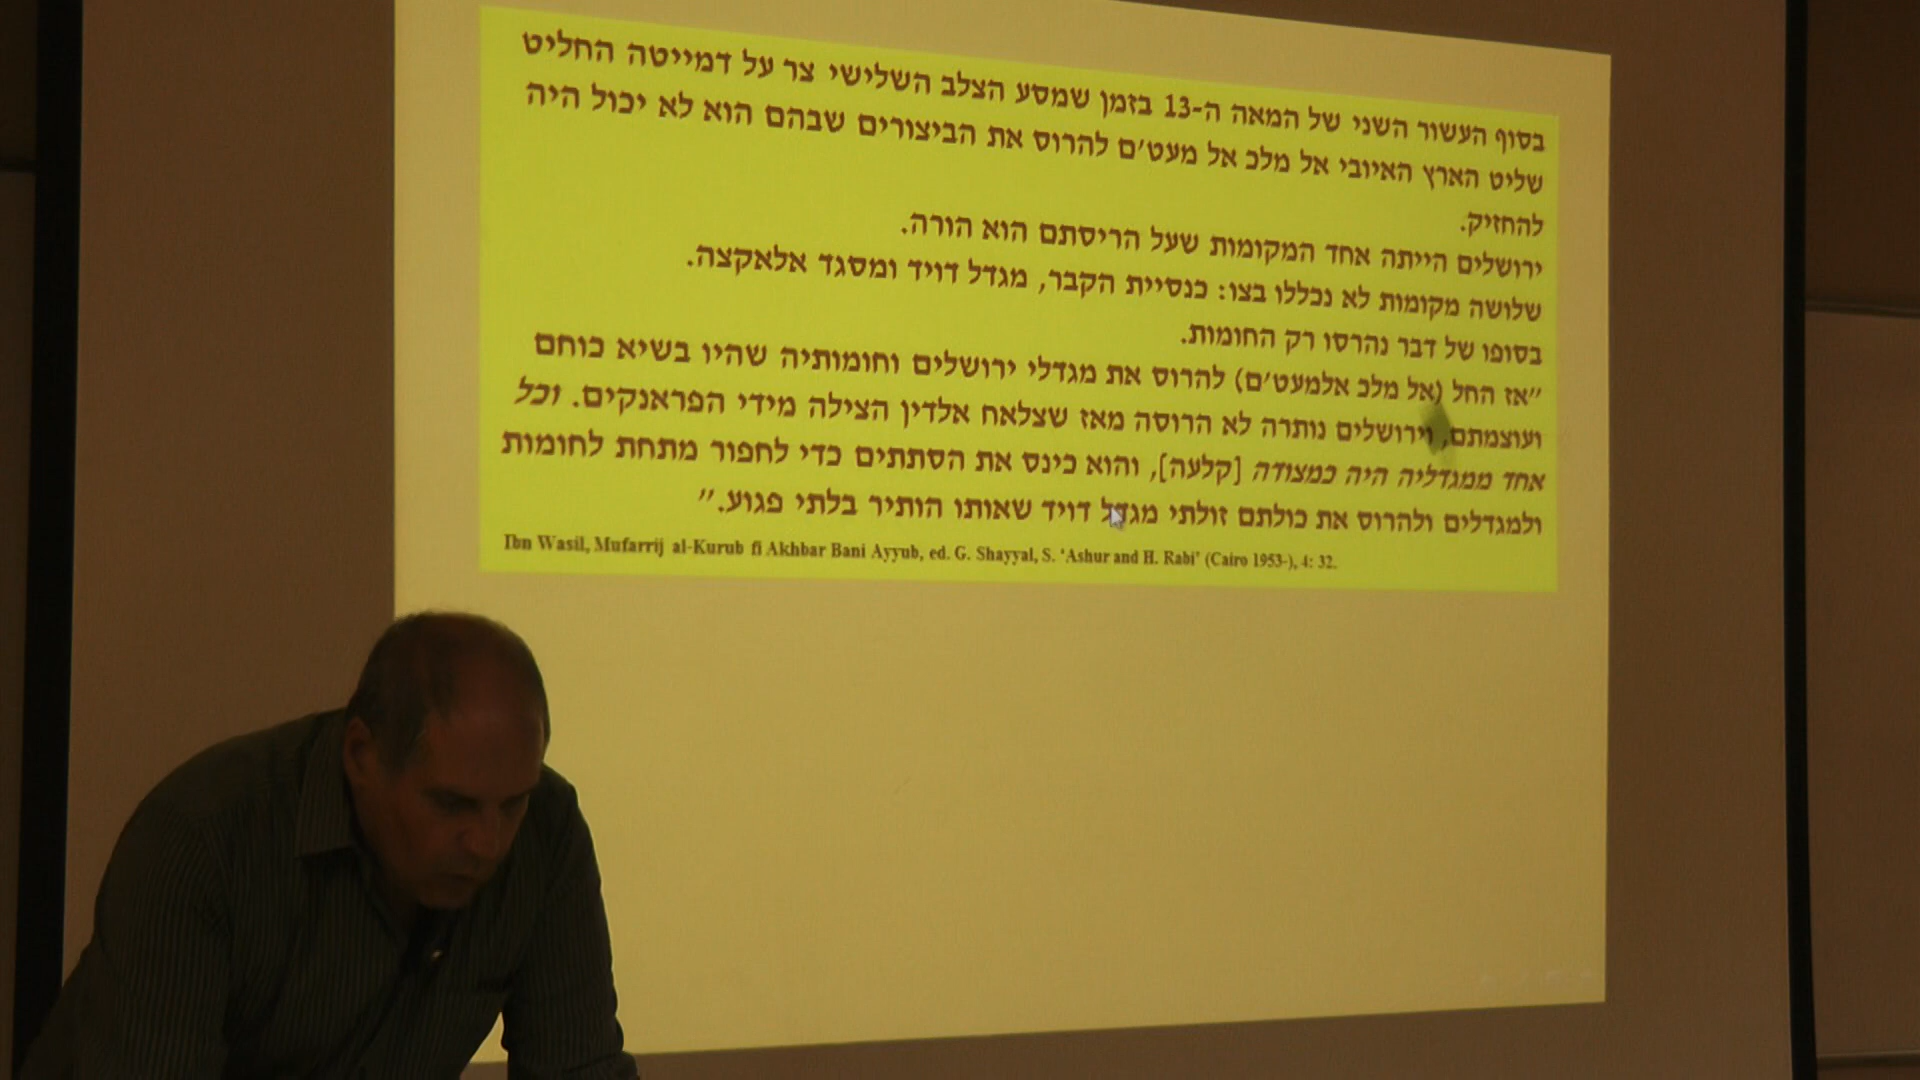 בסוף העשור השני של המאה ה-13 בזמן שמסע הצלב השלישי צר על דמייטה החליט
שליט הארץ האיובי אל מלכ אל מעט'ם להרוס את הביצורים שבהם הוא לא יכול היה
להחזיק.
ירושלים הייתה אחד המקומות שעל הריסתם הוא הורה.
שלושה מקומות לא נכללו בצו: כנסיית הקבר, מגדל דויד ומסגד אלאקצה.
בסופו של דבר נהרסו רק החומות.
"אז החל (אל מלכ אלמעט'ם) להרוס את מגדלי ירושלים וחומותיה שהיו בשיא כוחם
ועוצמתם, וירושלים נותרה לא הרוסה מאז שצלאח אלדין הצילה מידי הפראנקים. וכל
אחד ממגדליה היה כמצודה [קלעה], והוא כינס את הסתתים כדי לחפור מתחת לחומות
ולמגדלים ולהרוס את כולתם זולתי מגדל דויד שאותו הותיר בלתי פגוע."
Ibn Wasil, Mufarrij al-Kurub fi Akhbar Bani Ayyub, ed. G. Shayyal, S. 'Ashur and H. Rabi' (Cairo 1953-), 4: 32.